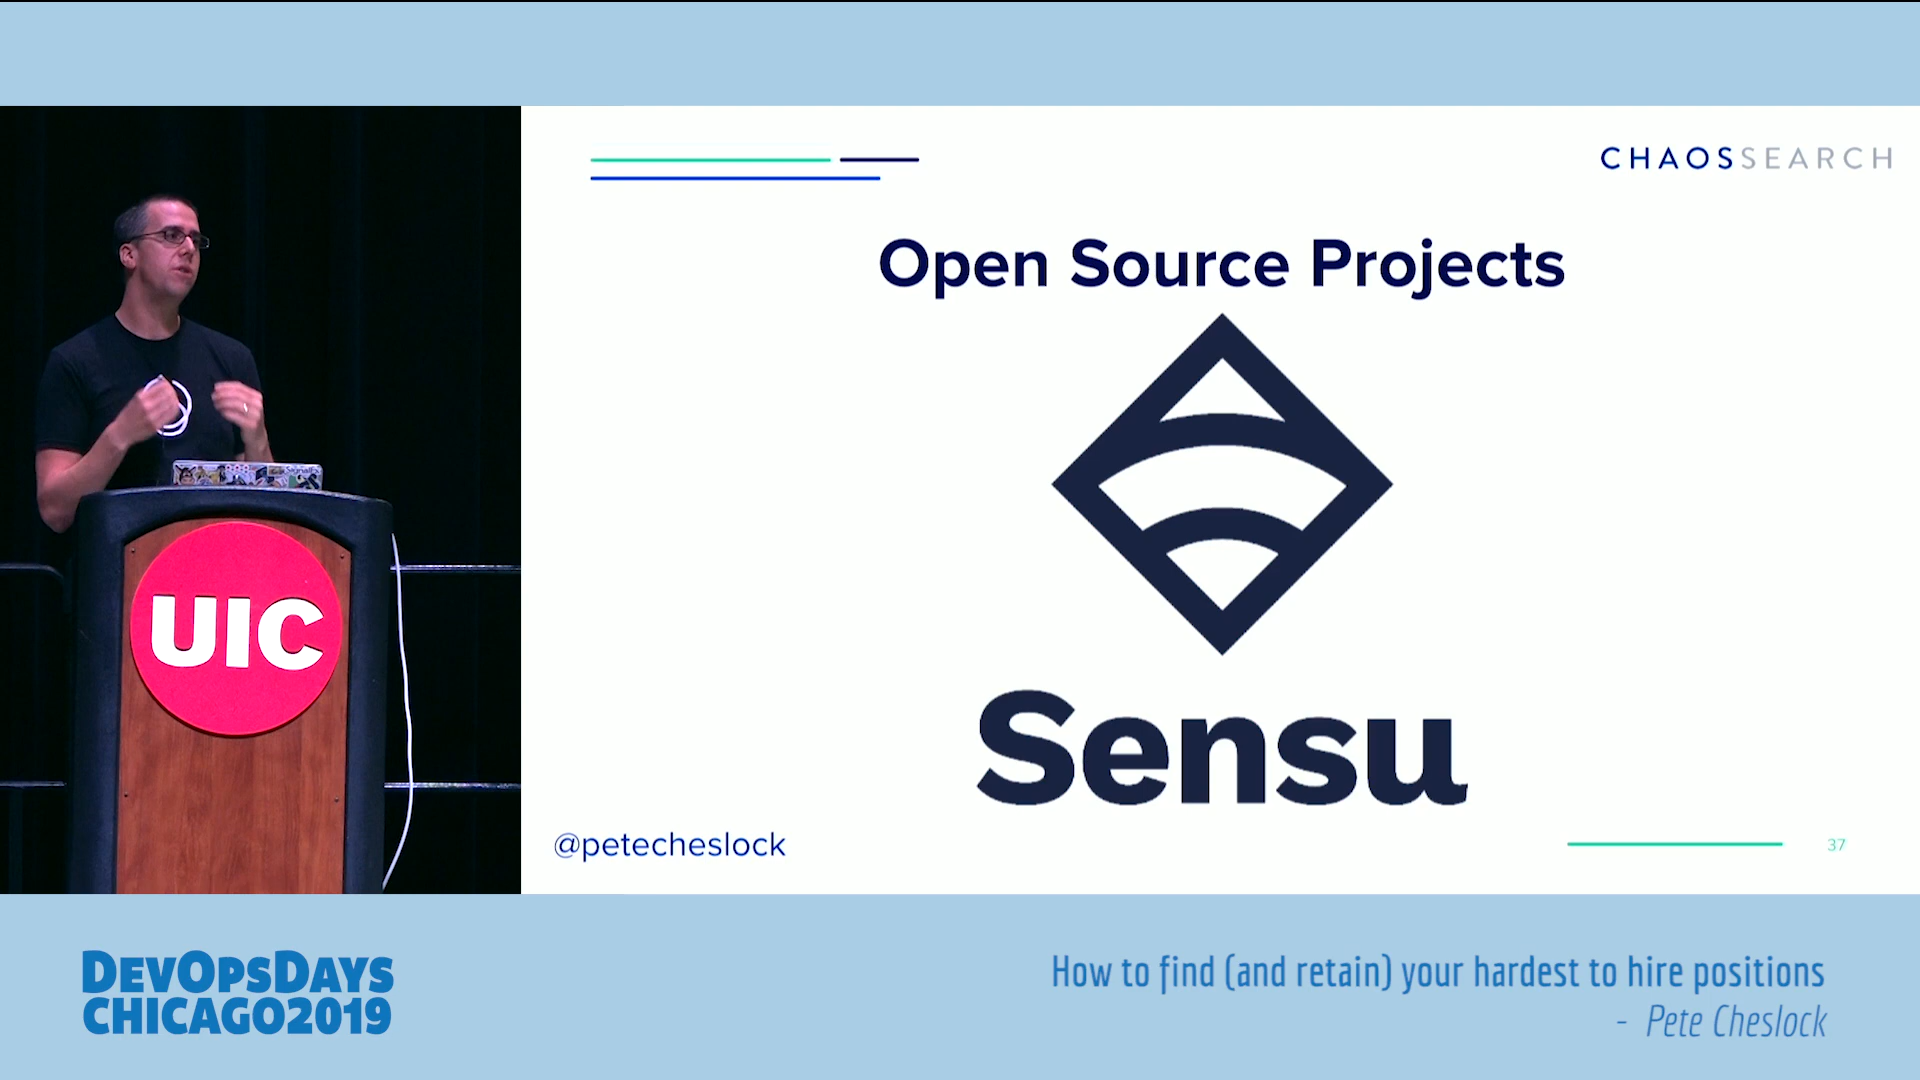 CHAOSSEARCH
Open Source Projects
Sensu
@petecheslock
37
UIC
DEVOPSDAYS
CHICAGO2019
How to find (and retain) your hardest to hire positions
- Pete Cheslock